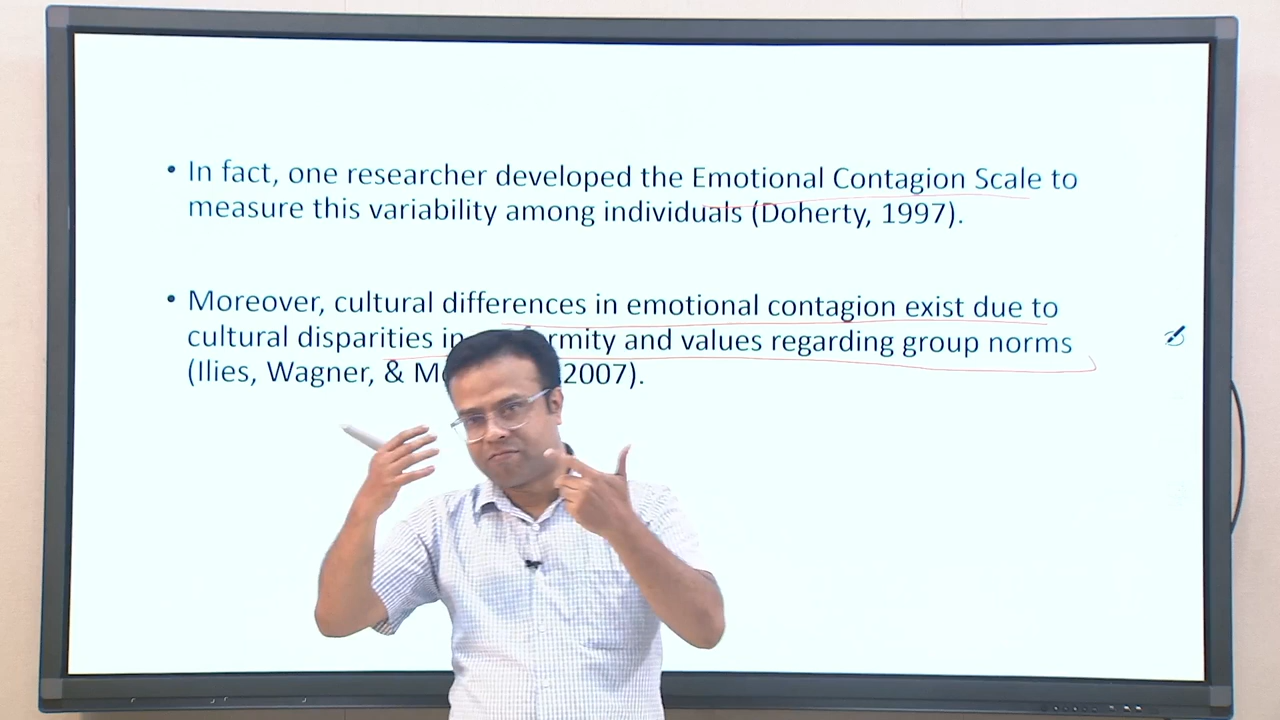 • In fact, one researcher developed the Emotional Contagion Scale to
measure this variability among individuals (Doherty, 1997).
• Moreover, cultural differences in emotional contagion exist due to
cultural disparities in rmity and values regarding group norms
(Ilies, Wagner, & M 2007).